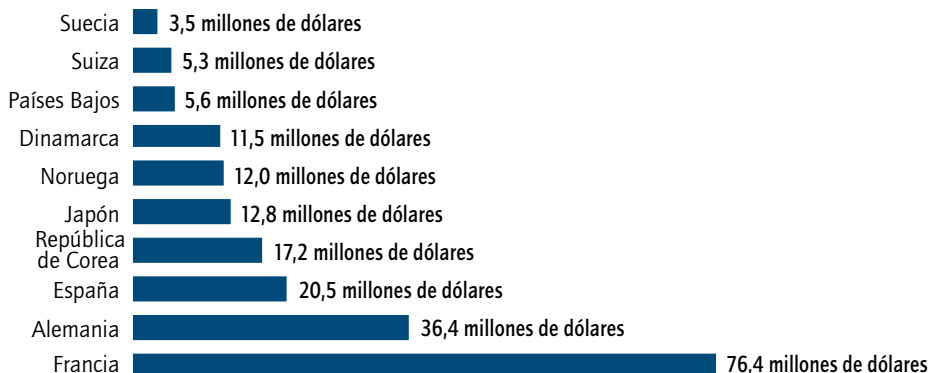 Suecia 3,5 millones de dólares
Suiza 5,3 millones de dólares
Países Bajos 5,6 millones de dólares
Dinamarca 11,5 millones de dólares
Noruega 12,0 millones de dólares
Japón 12,8 millones de dólares
República
de Corea 17,2 millones de dólares
España 20,5 millones de dólares
Alemania 36,4 millones de dólares
Francia 76,4 millones de dólares